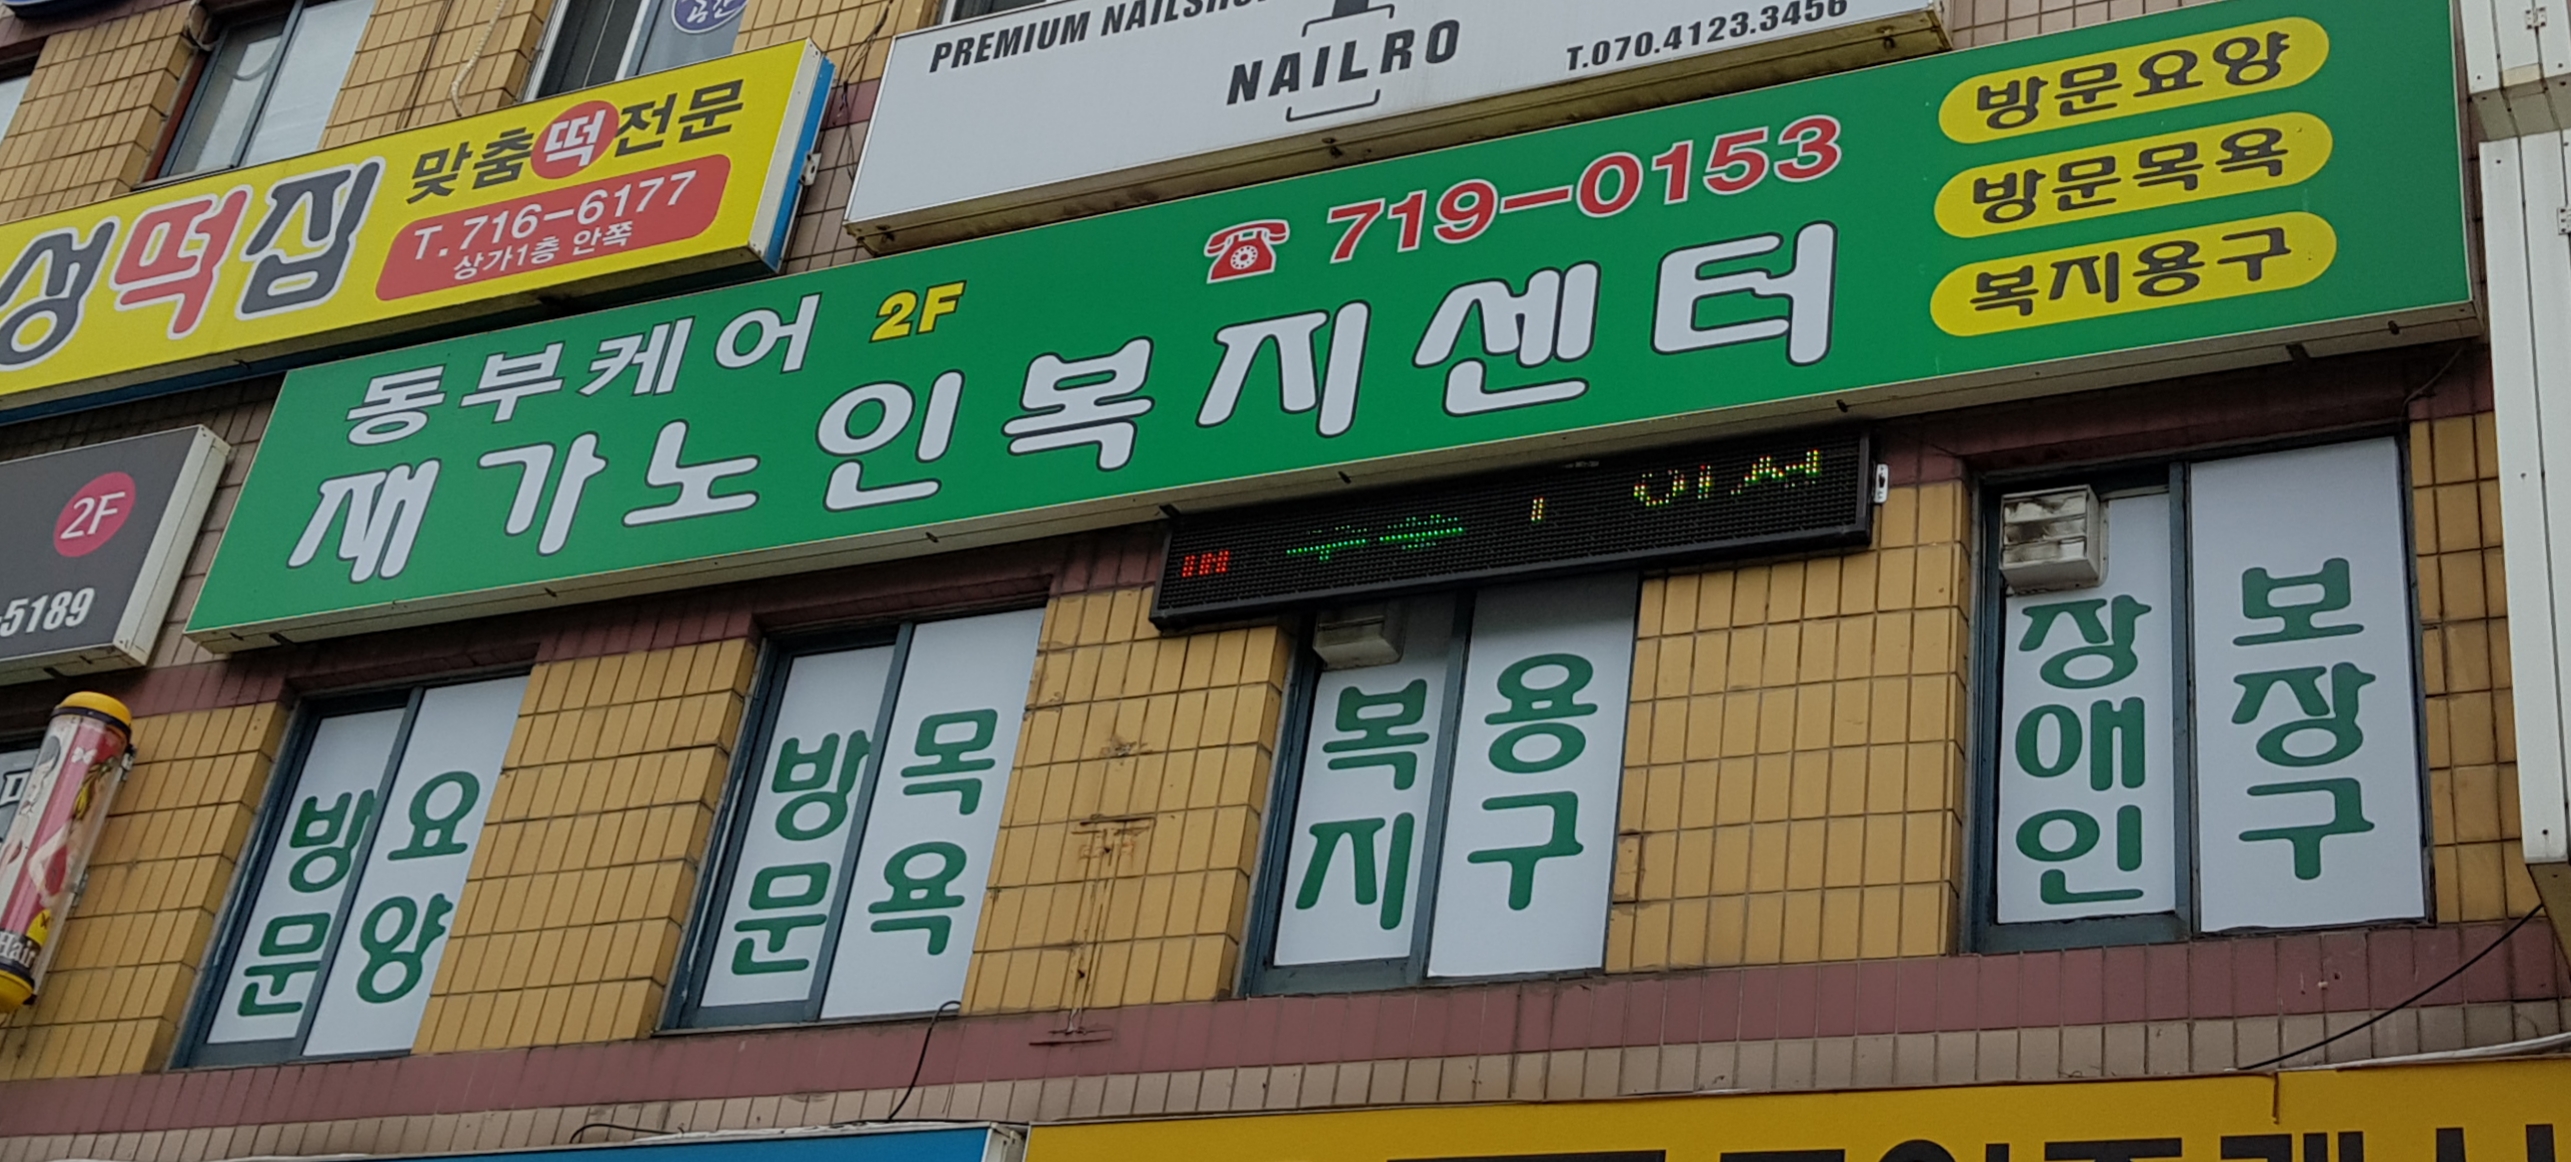 PREMIUM
NAILRO
T.070.4123.3456
맞춤떡전문
떡집
T.716-6177
상가1층 안쪽
동부케어 2F
719-0153
재가노인복지센터
방문요양
방문목욕
복지용구
2F
5189
방문 요양
방문 목욕
복지 용구
장애인 보장구
Hair